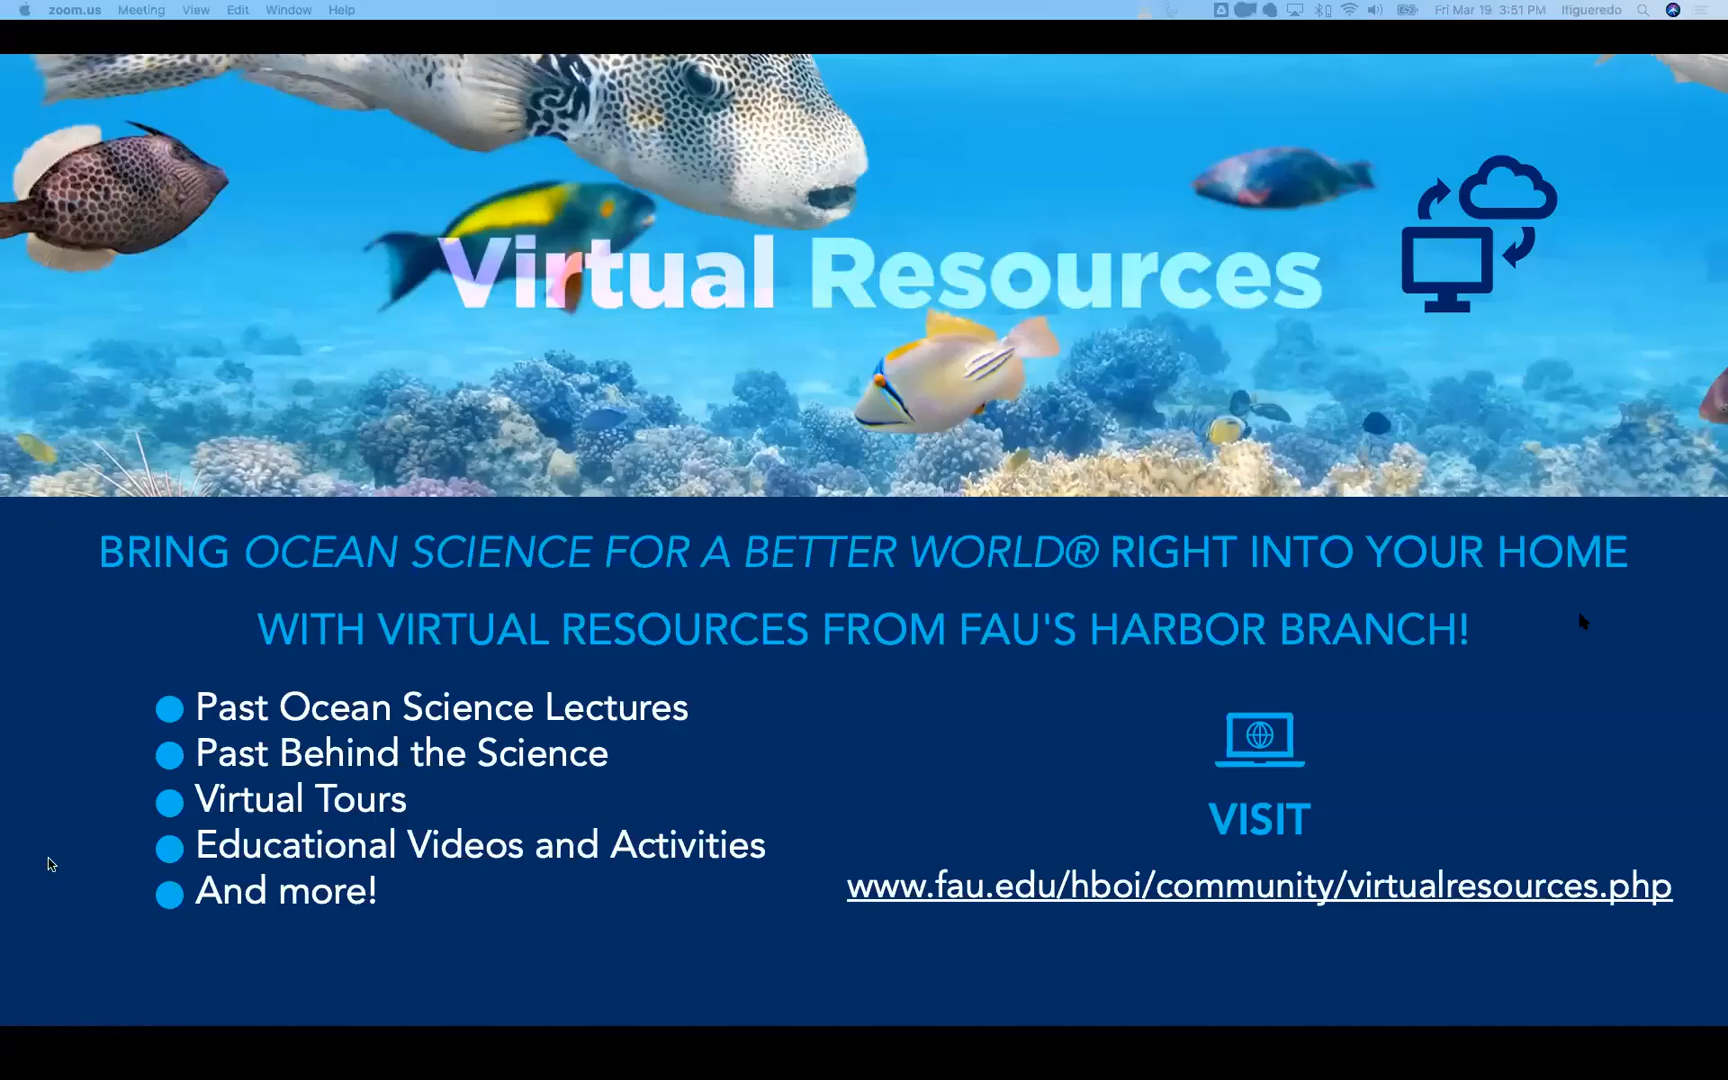 zoom.us Meeting View Edit Window Help Fri Mar 19 3:51 PM lfigueredo
Virtual Resources
BRING OCEAN SCIENCE FOR A BETTER WORLD® RIGHT INTO YOUR HOME
WITH VIRTUAL RESOURCES FROM FAU'S HARBOR BRANCH!
Past Ocean Science Lectures
Past Behind the Science
Virtual Tours
Educational Videos and Activities
And more!
VISIT
www.fau.edu/hboi/community/virtualresources.php